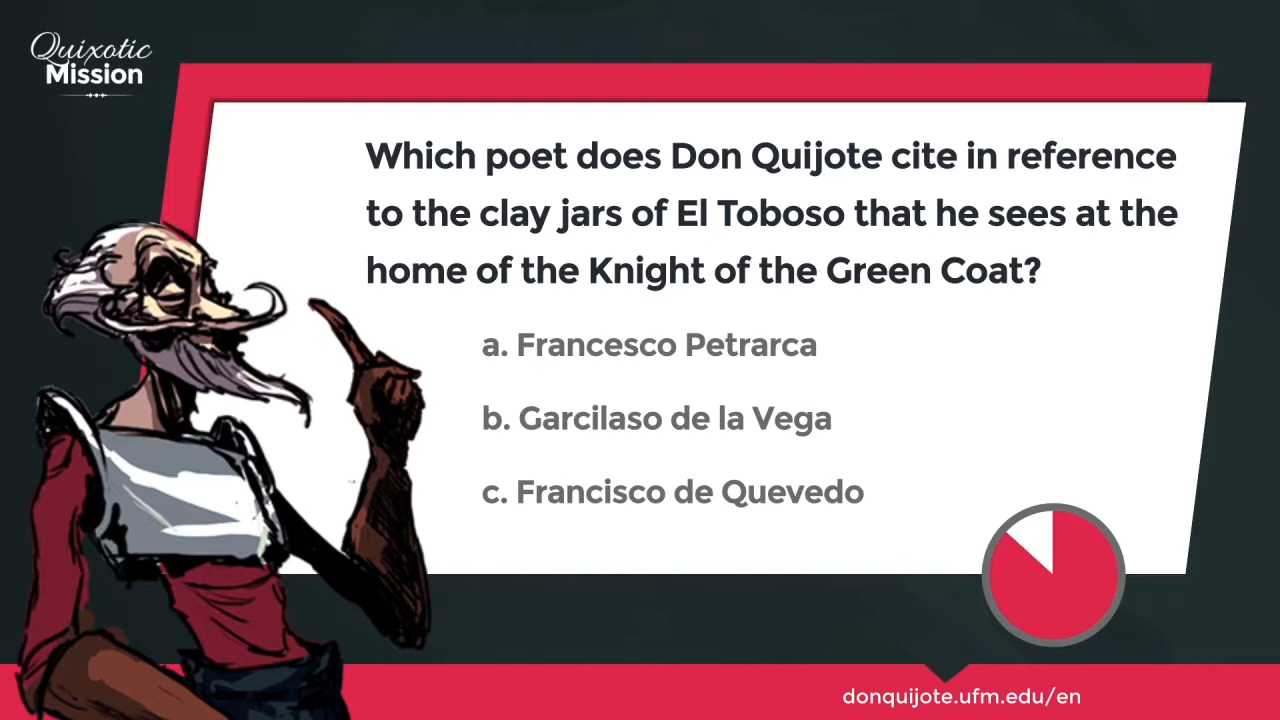 Quixotic
Mission
Which poet does Don Quijote cite in reference
to the clay jars of El Toboso that he sees at the
home of the Knight of the Green Coat?
a. Francesco Petrarca
b. Garcilaso de la Vega
c. Francisco de Quevedo
donquijote.ufm.edu/en